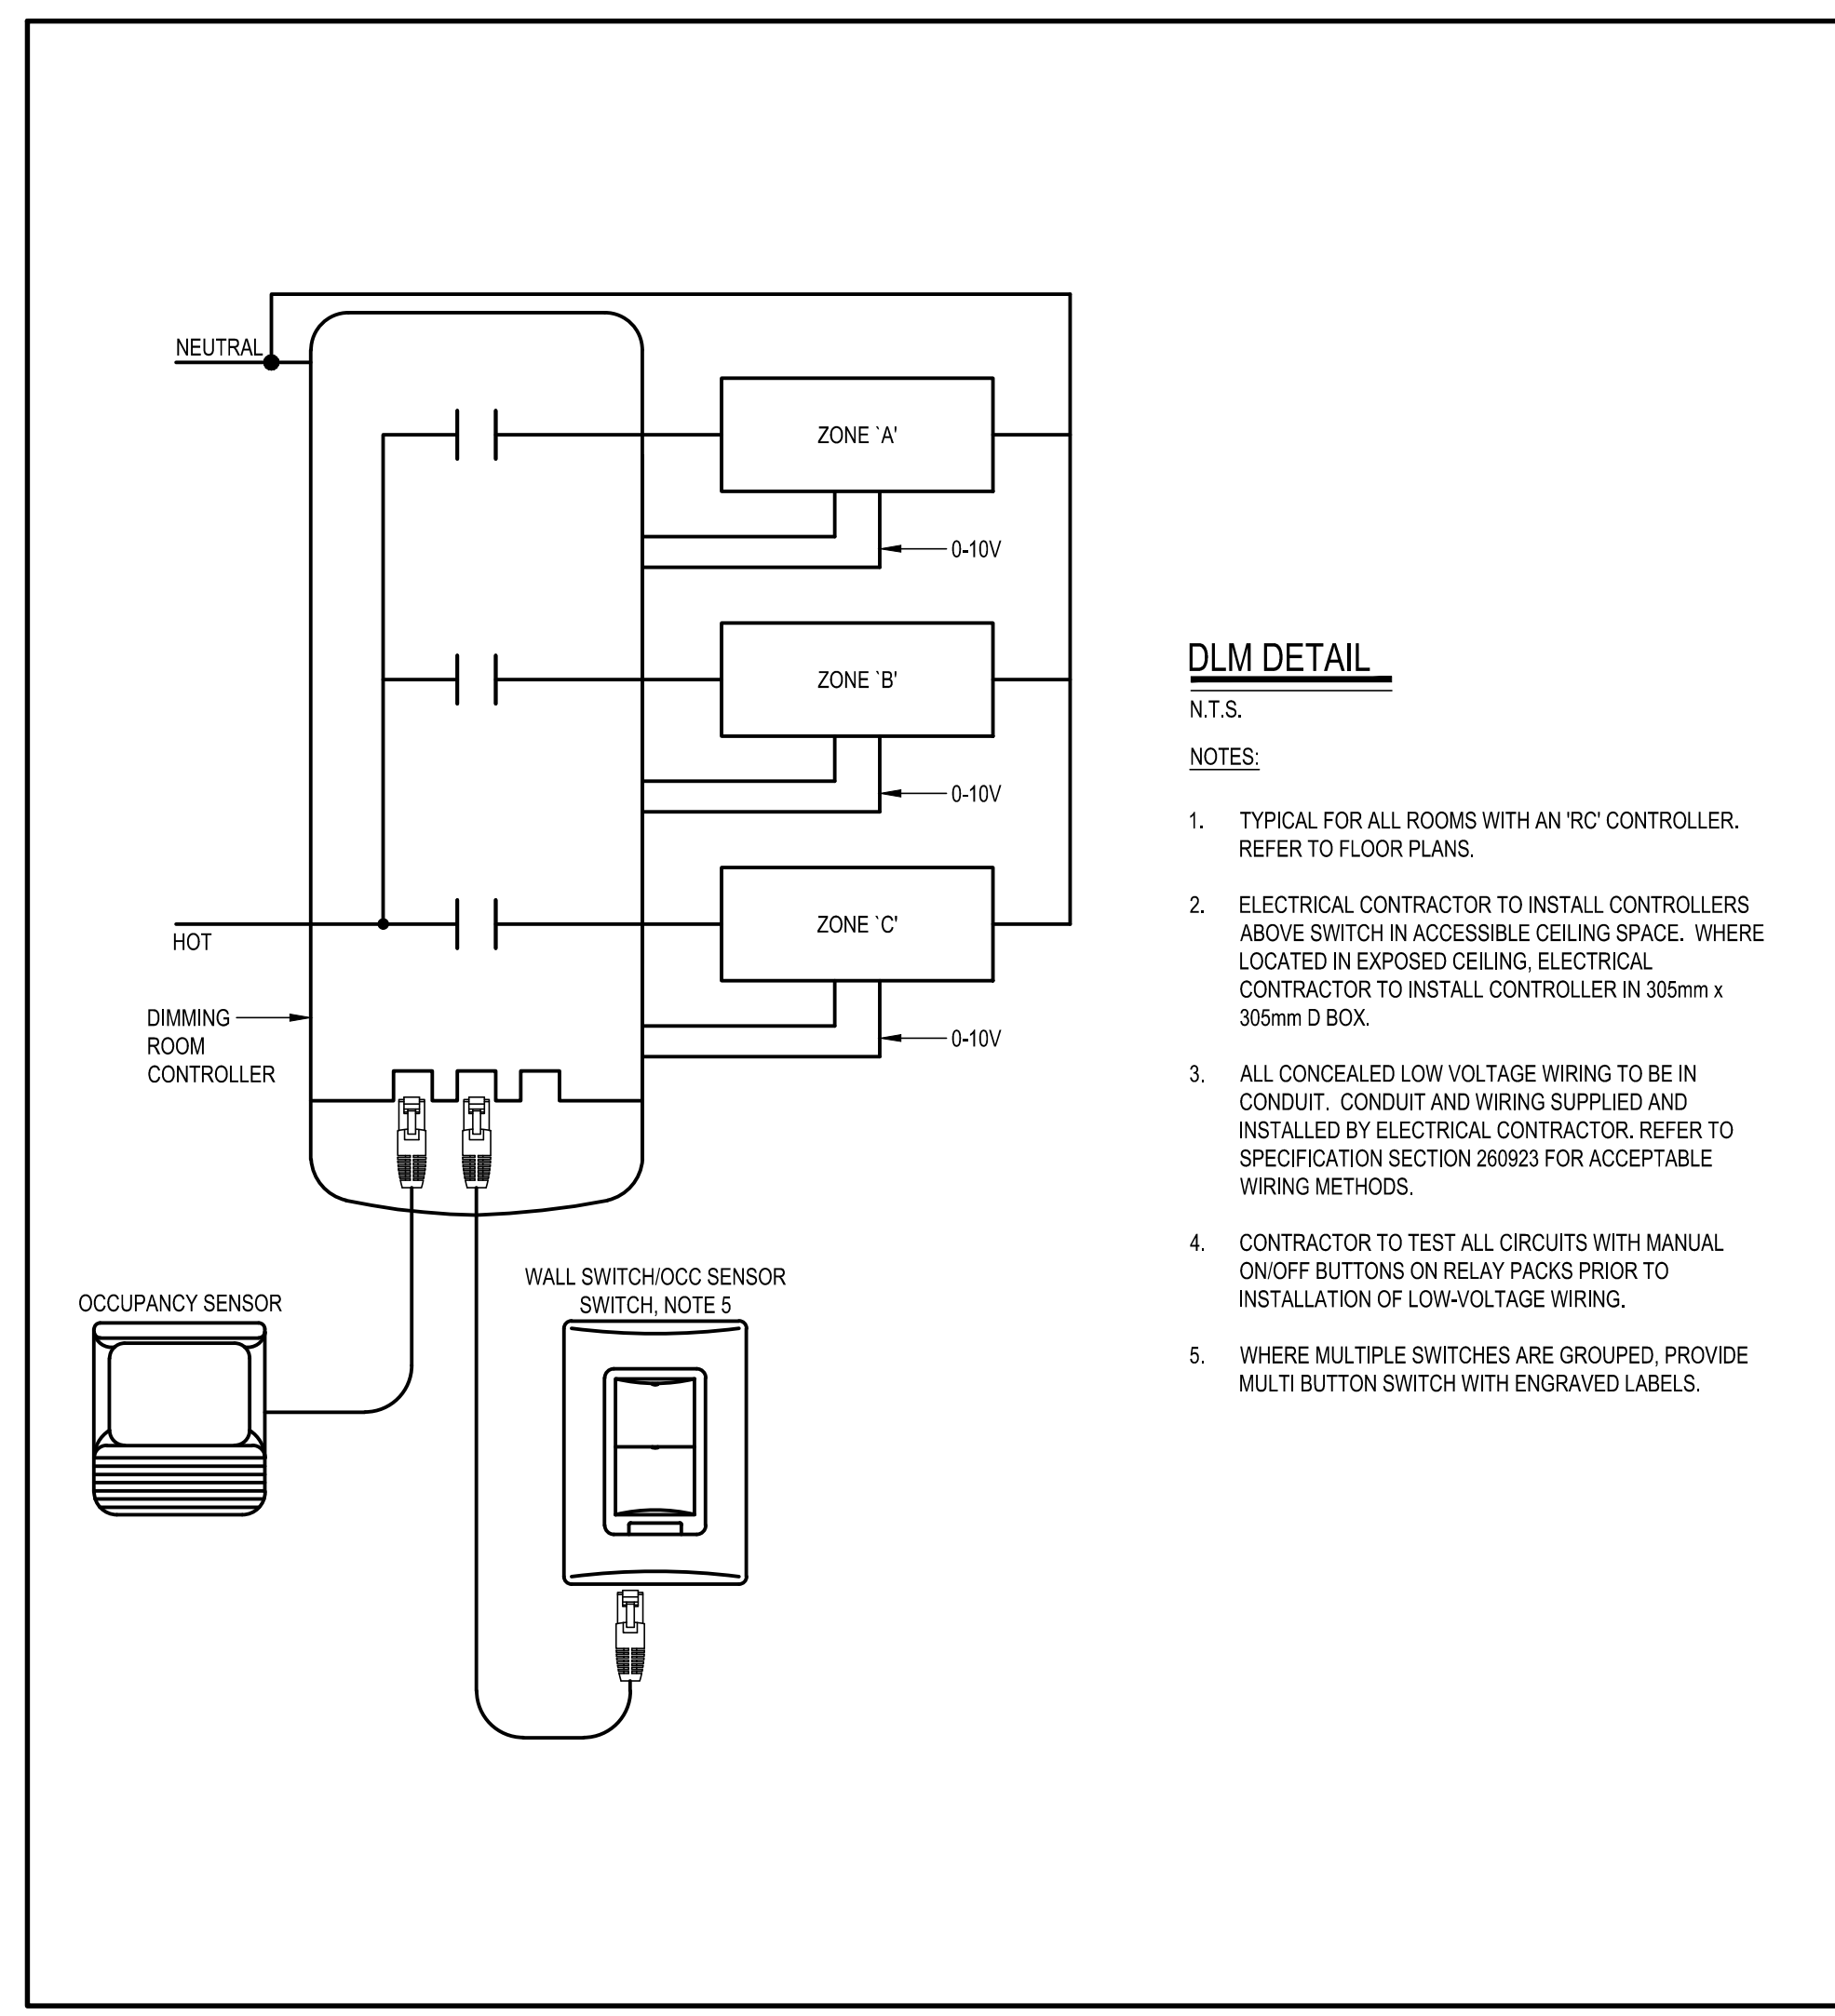 NEUTRAL
ZONE `A'
0-10V
ZONE `B'
0-10V
HOT
ZONE `C'
0-10V
DIMMING
ROOM
CONTROLLER
OCCUPANCY SENSOR
WALL SWITCH/OCC SENSOR
SWITCH, NOTE 5
DLM DETAIL
N.T.S.
NOTES:
1. TYPICAL FOR ALL ROOMS WITH AN 'RC' CONTROLLER.
REFER TO FLOOR PLANS.
2. ELECTRICAL CONTRACTOR TO INSTALL CONTROLLERS
ABOVE SWITCH IN ACCESSIBLE CEILING SPACE. WHERE
LOCATED IN EXPOSED CEILING, ELECTRICAL
CONTRACTOR TO INSTALL CONTROLLER IN 305mm x
305mm D BOX.
3. ALL CONCEALED LOW VOLTAGE WIRING TO BE IN
CONDUIT. CONDUIT AND WIRING SUPPLIED AND
INSTALLED BY ELECTRICAL CONTRACTOR. REFER TO
SPECIFICATION SECTION 260923 FOR ACCEPTABLE
WIRING METHODS.
4. CONTRACTOR TO TEST ALL CIRCUITS WITH MANUAL
ON/OFF BUTTONS ON RELAY PACKS PRIOR TO
INSTALLATION OF LOW-VOLTAGE WIRING.
5. WHERE MULTIPLE SWITCHES ARE GROUPED, PROVIDE
MULTI BUTTON SWITCH WITH ENGRAVED LABELS.